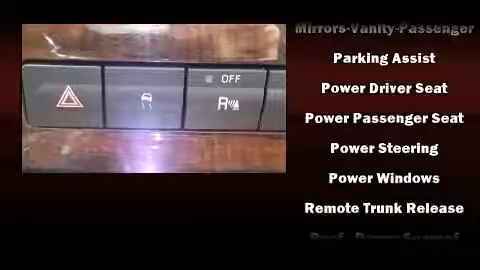 Mirrors-Vanity-Passenger
OFF
R
Parking Assist
Power Driver Seat
Power Passenger Seat
Power Steering
Power Windows
Remote Trunk Release